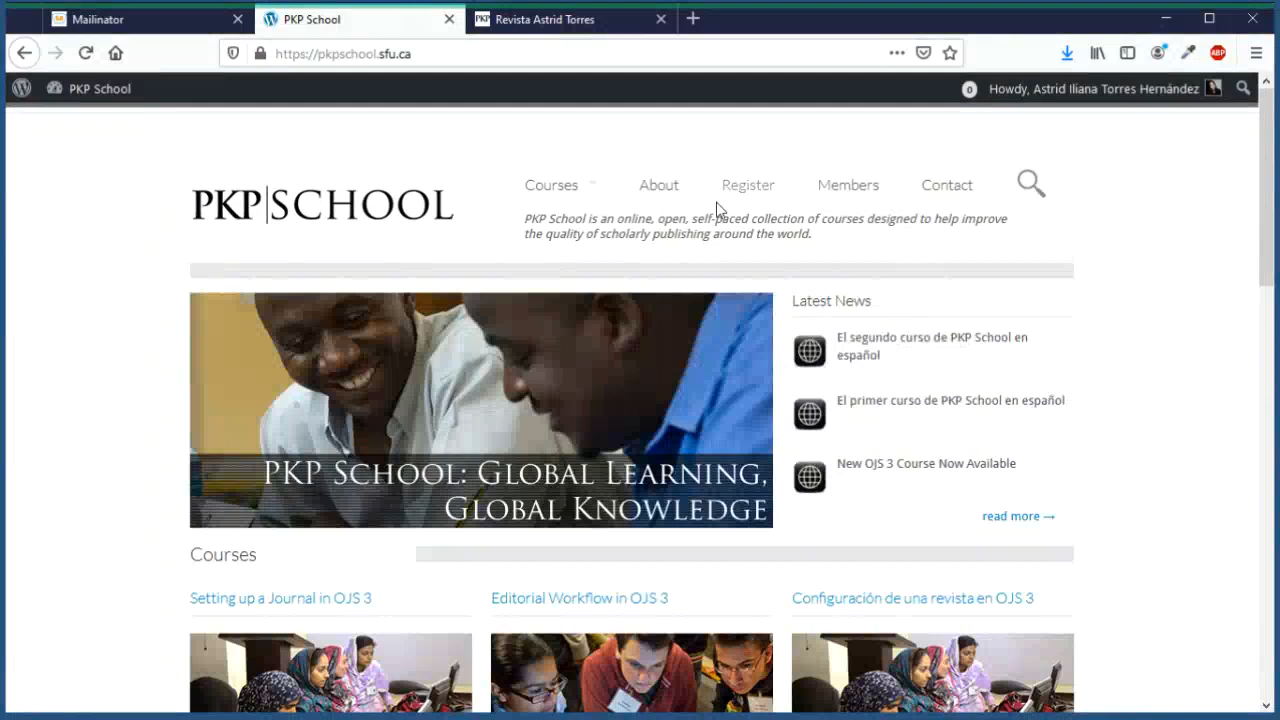 Mailinator
PKP School
PKP Revista Astrid Torres
https://pkpschool.sfu.ca
ABP
PKP School
0
Howdy, Astrid Iliana Torres Hernández
PKP|SCHOOL
Courses
About
Register
Members
Contact
PKP School is an online, open, self-paced collection of courses designed to help improve
the quality of scholarly publishing around the world.
PKP School: Global Learning,
Global Knowledge
Latest News
El segundo curso de PKP School en
español
El primer curso de PKP School en español
New OJS 3 Course Now Available
read more →
Courses
Setting up a Journal in OJS 3
Editorial Workflow in OJS 3
Configuración de una revista en OJS 3